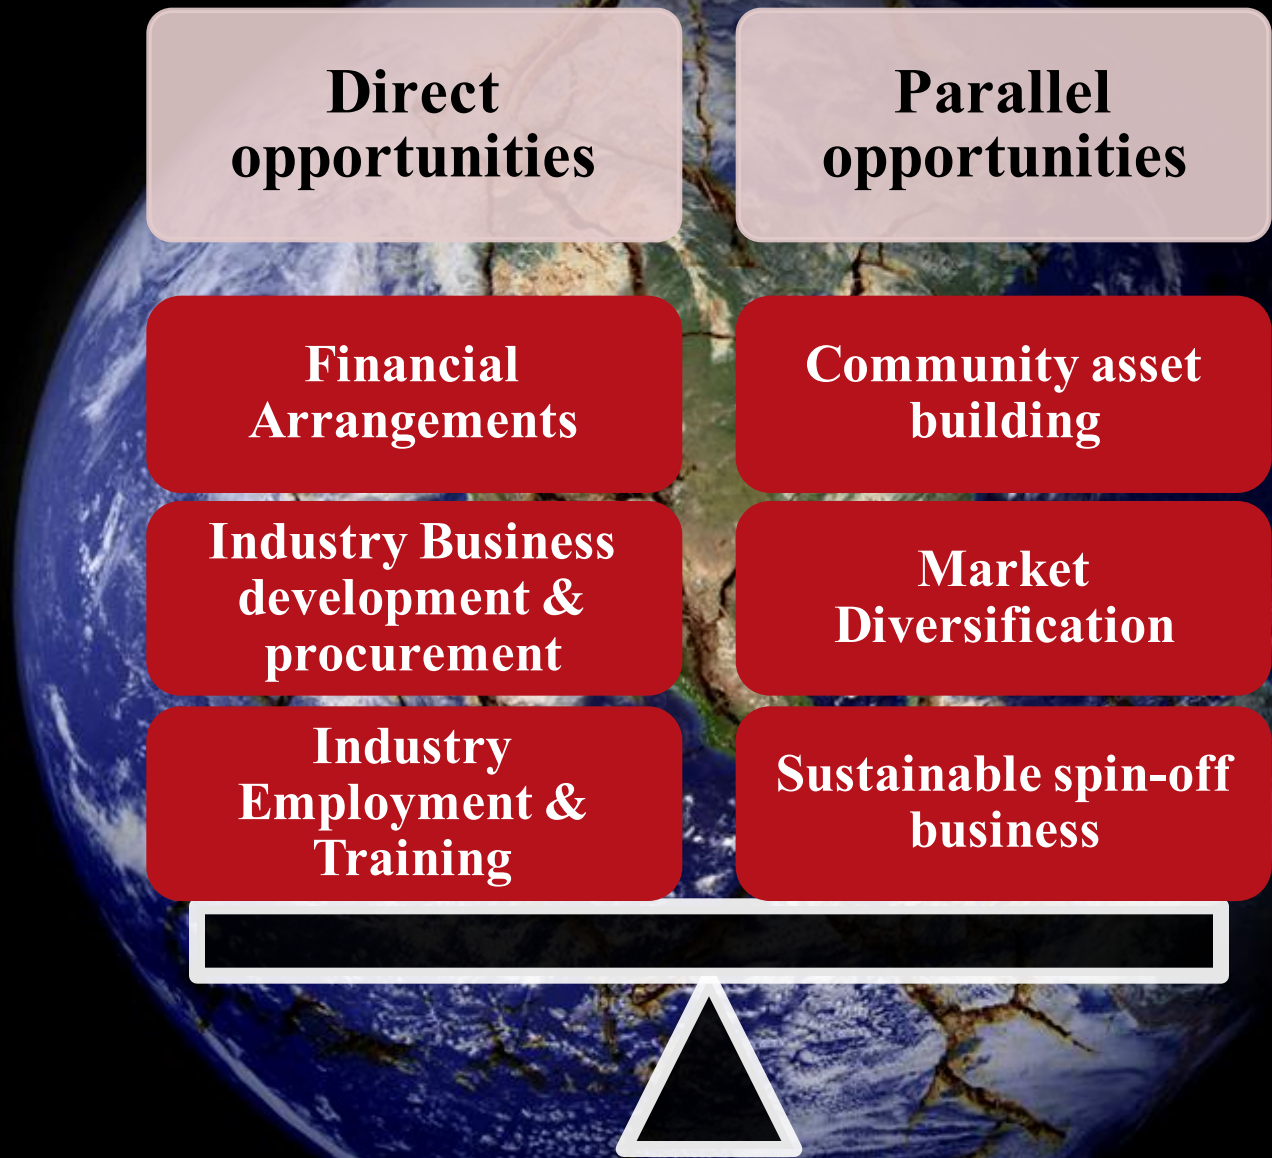 Direct
opportunities
Financial
Arrangements
Industry Business
development &
procurement
Industry
Employment &
Training
Parallel
opportunities
Community asset
building
Market
Diversification
Sustainable spin-off
business